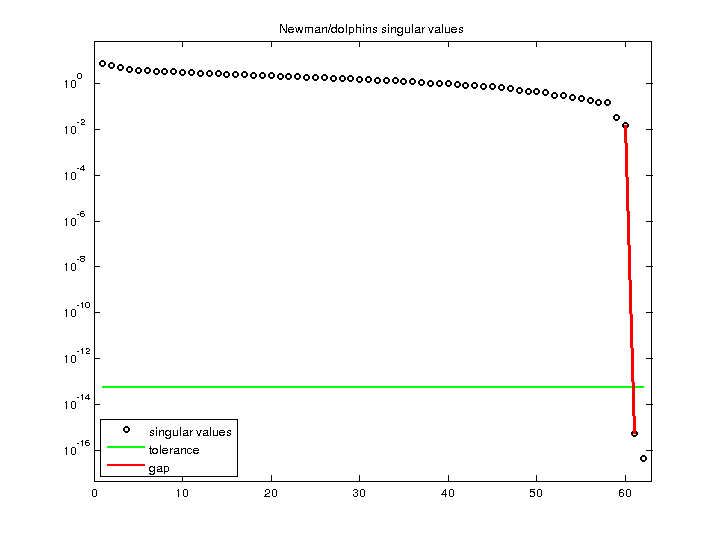 Newman/dolphins singular values
10^0
10^-2
10^-4
10^-6
10^-8
10^-10
10^-12
10^-14
10^-16
singular values
tolerance
gap
0 10 20 30 40 50 60